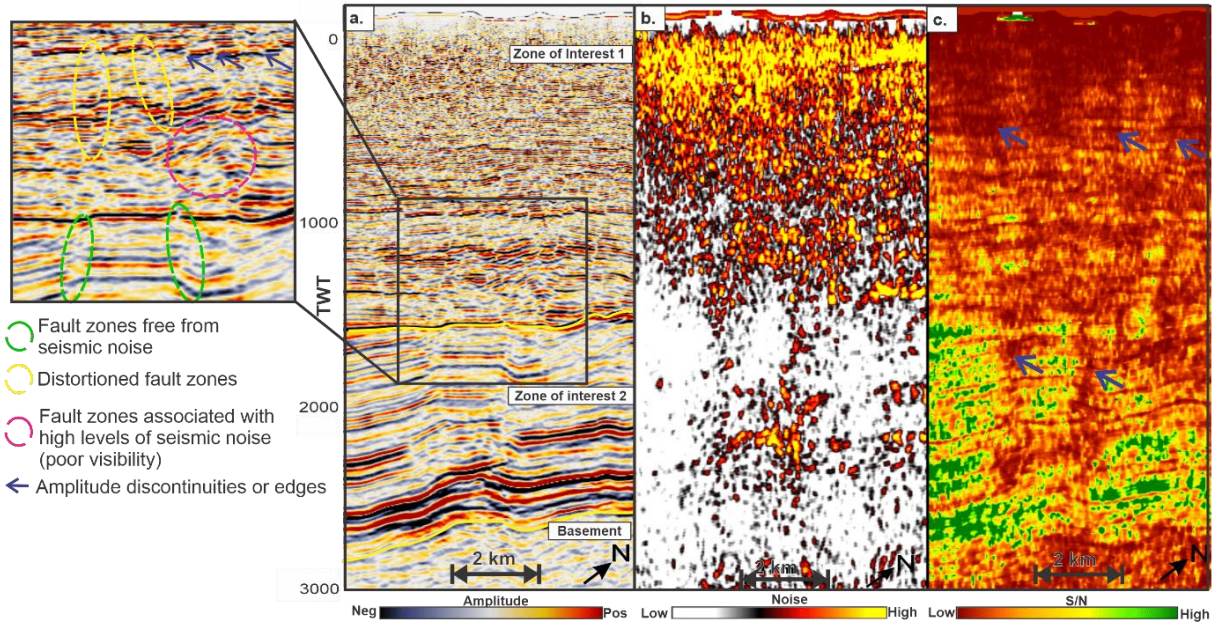 a.
b.
c.
0
Zone of Interest 1
1000
TWT
2000
Zone of interest 2
Basement
3000
2 km
N
2 km
N
2 km
N
Fault zones free from
seismic noise
Distortioned fault zones
Fault zones associated with
high levels of seismic noise
(poor visibility)
Amplitude discontinuities or edges
Amplitude
Neg
Pos
Noise
Low
High
S/N
Low
High